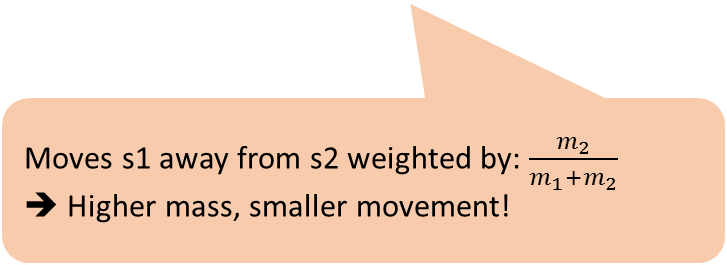 Moves s1 away from s2 weighted by: m₂/(m₁+m₂)
➔ Higher mass, smaller movement!